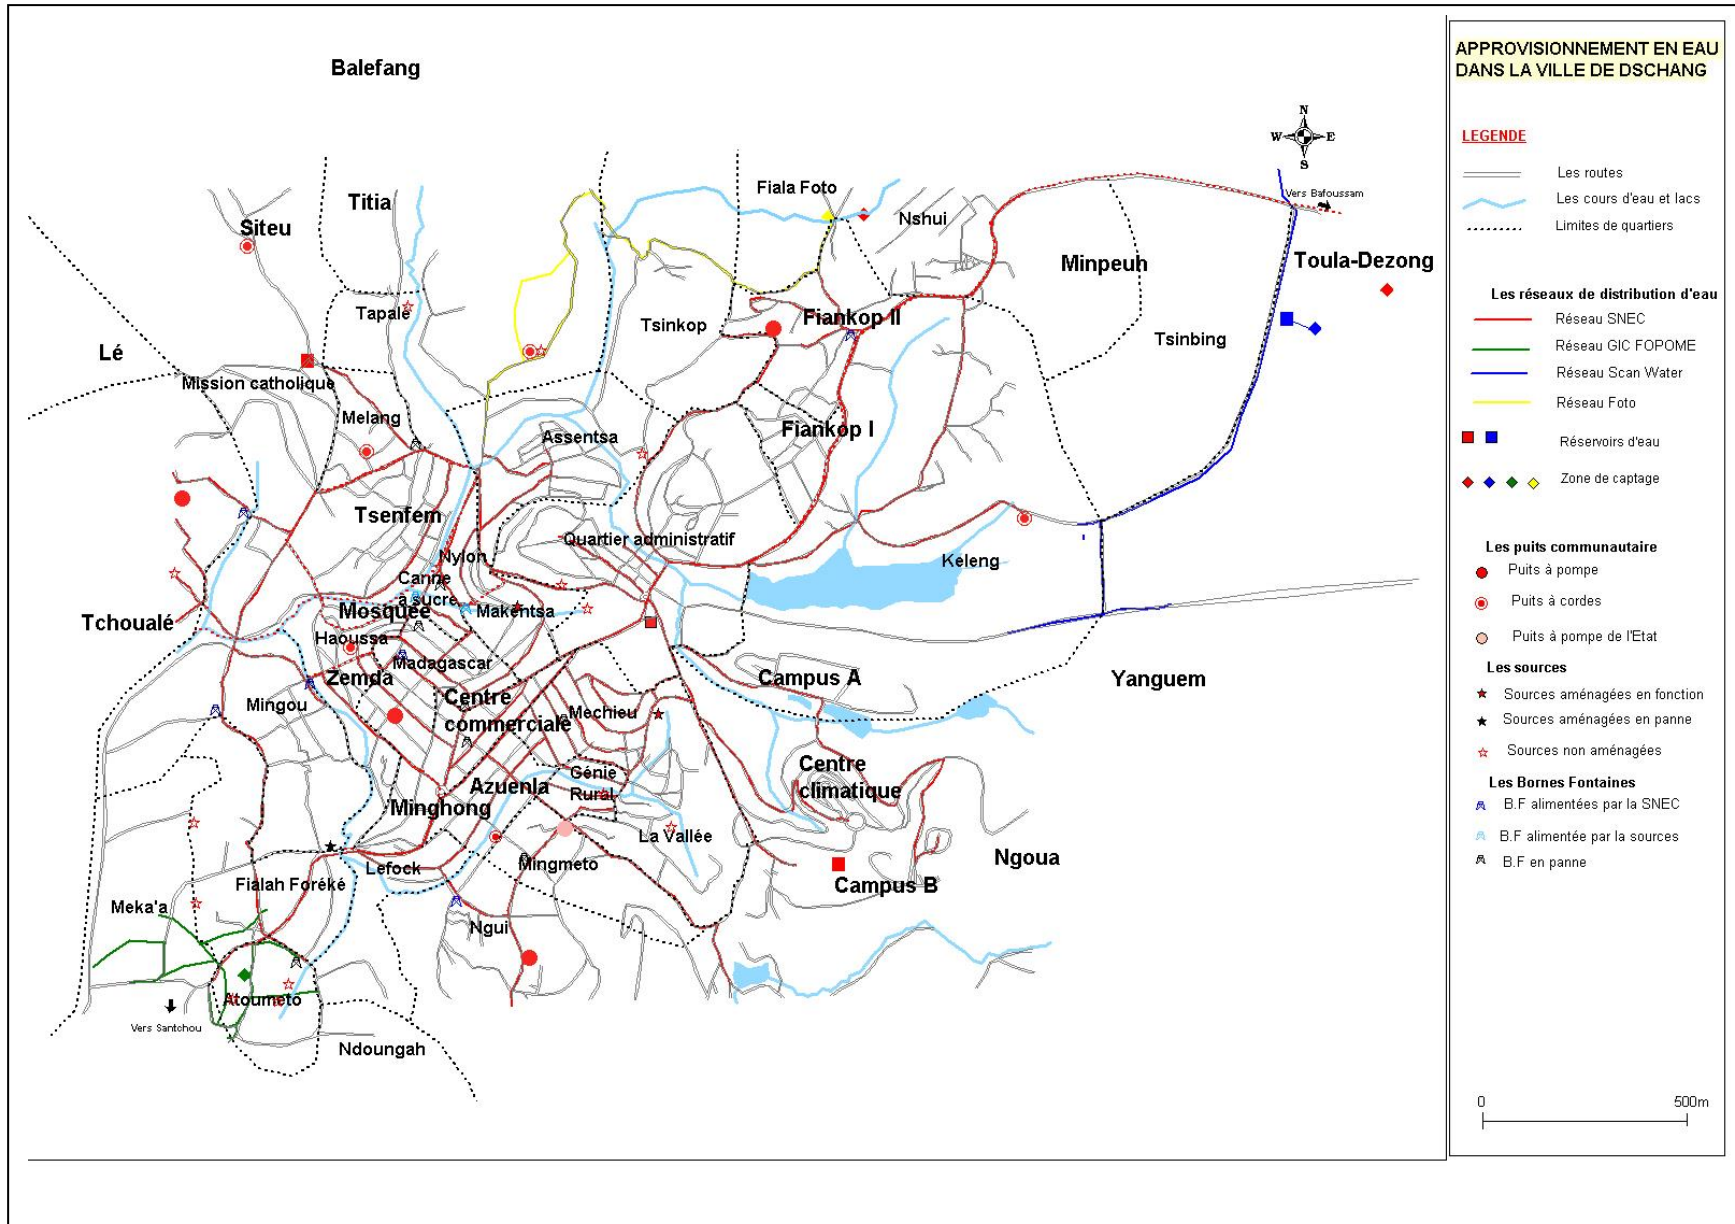 Balefang
Titia
Siteu
Fiala Foto
Nshui
N
W
E
S
Vers Bafoussam
Minpeuh
Toula-Dezong
Tapalé
Tsinkop
Fiankop II
Tsinbing
Lé
Mission catholique
Melang
Assentsa
Fiankop I
Tsenfem
Nylon
Quartier administratif
Keleng
Canne
à sucre
Mosquée
Makentsa
Tchoualé
Haoussa
Madagascar
Zemda
Campus A
Yanguem
Mingou
Centre
commerciale
Mechieu
Centre
climatique
Génie
Rural
Azuenla
Minghong
La Vallée
Mingmeto
Ngoua
Lefock
Fialah Foréké
Campus B
Meka'a
Ngui
Atoumeto
Vers Santchou
Ndoungah
APPROVISIONNEMENT EN EAU
DANS LA VILLE DE DSCHANG
LEGENDE
Les routes
Les cours d'eau et lacs
Limites de quartiers
Les réseaux de distribution d'eau
Réseau SNEC
Réseau GIC FOPOME
Réseau Scan Water
Réseau Foto
Réservoirs d'eau
Zone de captage
Les puits communautaire
Puits à pompe
Puits à cordes
Puits à pompe de l'Etat
Les sources
Sources aménagées en fonction
Sources aménagées en panne
Sources non aménagées
Les Bornes Fontaines
B.F alimentées par la SNEC
B.F alimentée par la sources
B.F en panne
0
500m